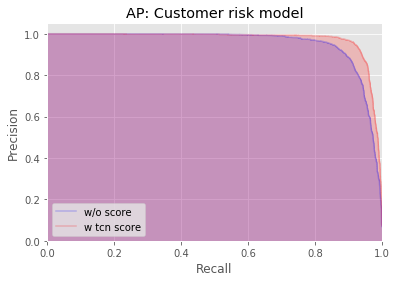 AP: Customer risk model
Precision
1.0
0.8
0.6
0.4
0.2
0.0
w/o score
w tcn score
0.0 0.2 0.4 0.6 0.8 1.0
Recall